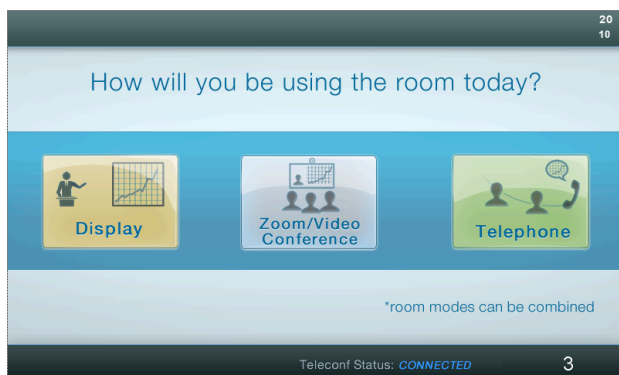 20
10
How will you be using the room today?
Display
Zoom/Video
Conference
Telephone
*room modes can be combined
Teleconf Status: CONNECTED
3